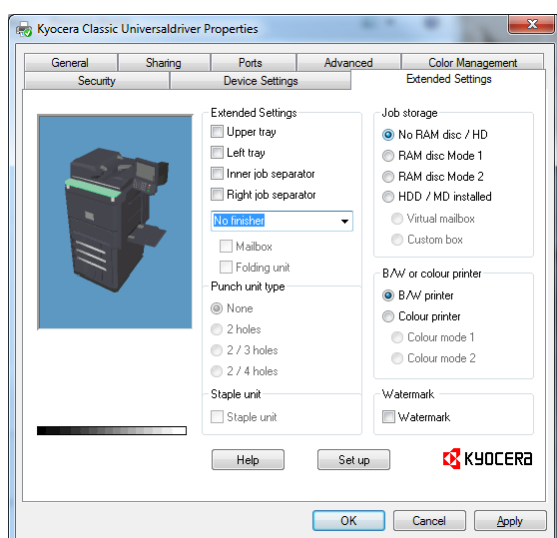 Kyocera Classic Universaldriver Properties
General Sharing Ports Advanced Color Management
Security Device Settings Extended Settings
Extended Settings
Upper tray
Left tray
Inner job separator
Right job separator
No finisher
Mailbox
Folding unit
Punch unit type
None
2 holes
2 / 3 holes
2 / 4 holes
Staple unit
Staple unit
Job storage
No RAM disc / HD
RAM disc Mode 1
RAM disc Mode 2
HDD / MD installed
Virtual mailbox
Custom box
B/W or colour printer
B/W printer
Colour printer
Colour mode 1
Colour mode 2
Watermark
Watermark
Help Set up KYOCERA
OK Cancel Apply